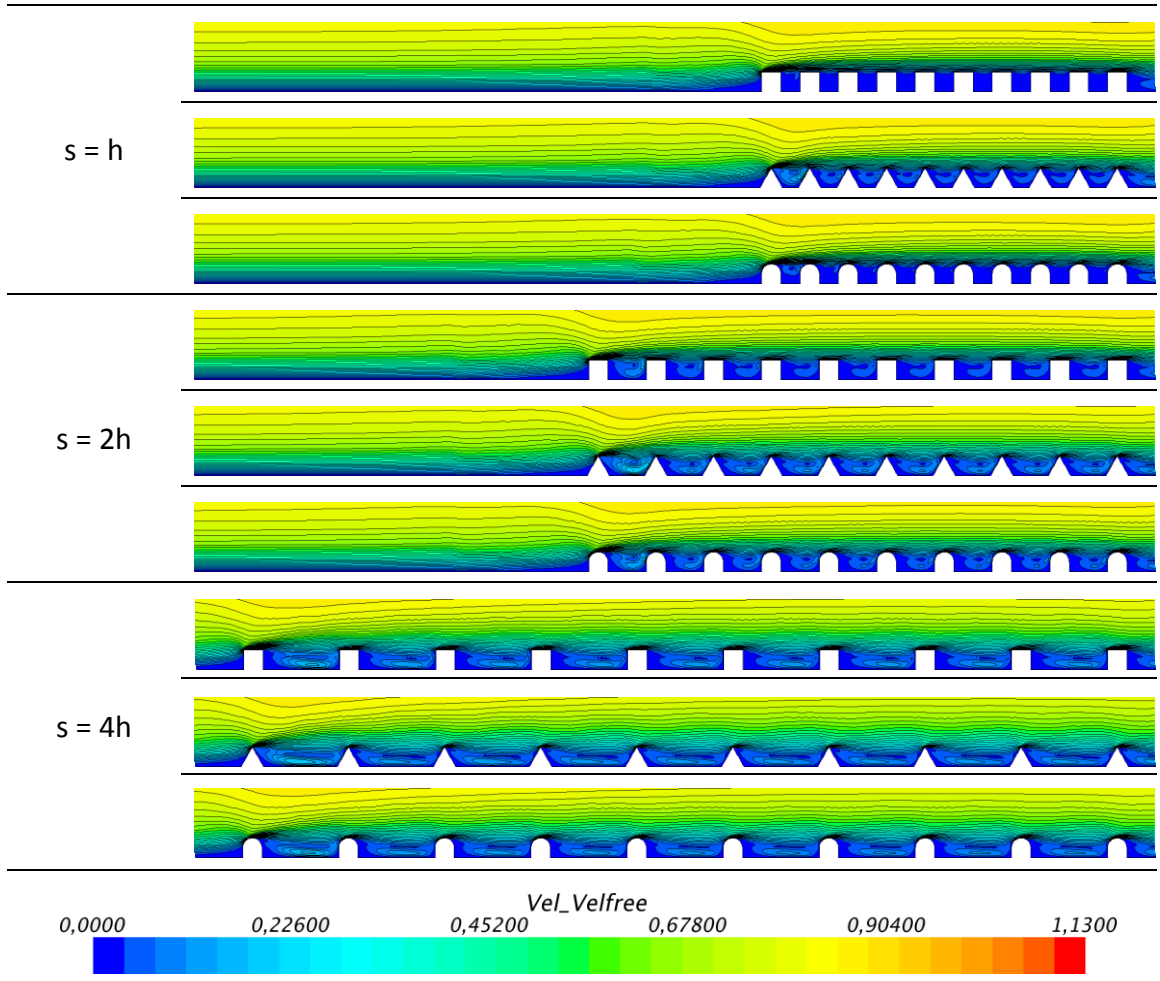 s = h
s = 2h
s = 4h
Vel_Velfree
0,0000 0,22600 0,45200 0,67800 0,90400 1,1300